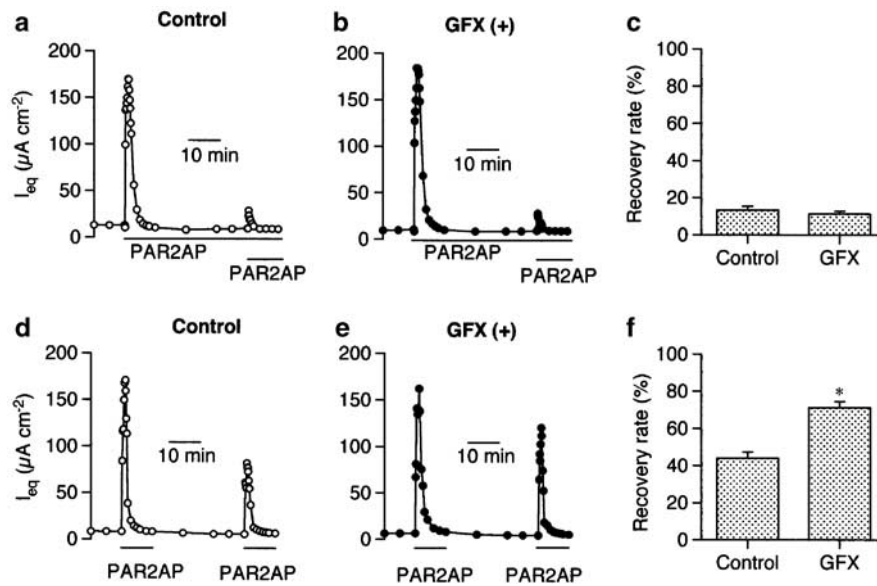 a
Control
200
150
100
50
0
I_eq (µA cm⁻²)
10 min
PAR2AP
PAR2AP
b
GFX (+)
200
150
100
50
0
10 min
PAR2AP
PAR2AP
c
100
80
60
40
20
0
Recovery rate (%)
Control GFX
d
Control
200
150
100
50
0
I_eq (µA cm⁻²)
10 min
PAR2AP PAR2AP
e
GFX (+)
200
150
100
50
0
10 min
PAR2AP PAR2AP
f
100
80
60
40
20
0
Recovery rate (%)
*
Control GFX